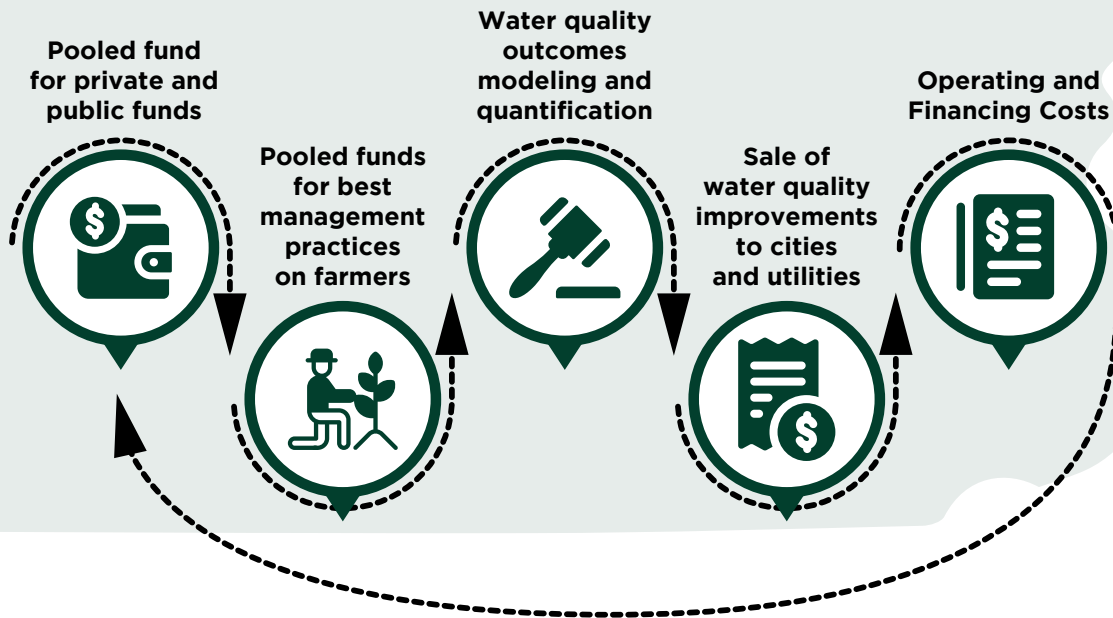 Pooled fund
for private and
public funds
Pooled funds
for best
management
practices
on farmers
Water quality
outcomes
modeling and
quantification
Sale of
water quality
improvements
to cities
and utilities
Operating and
Financing Costs
$
$
$